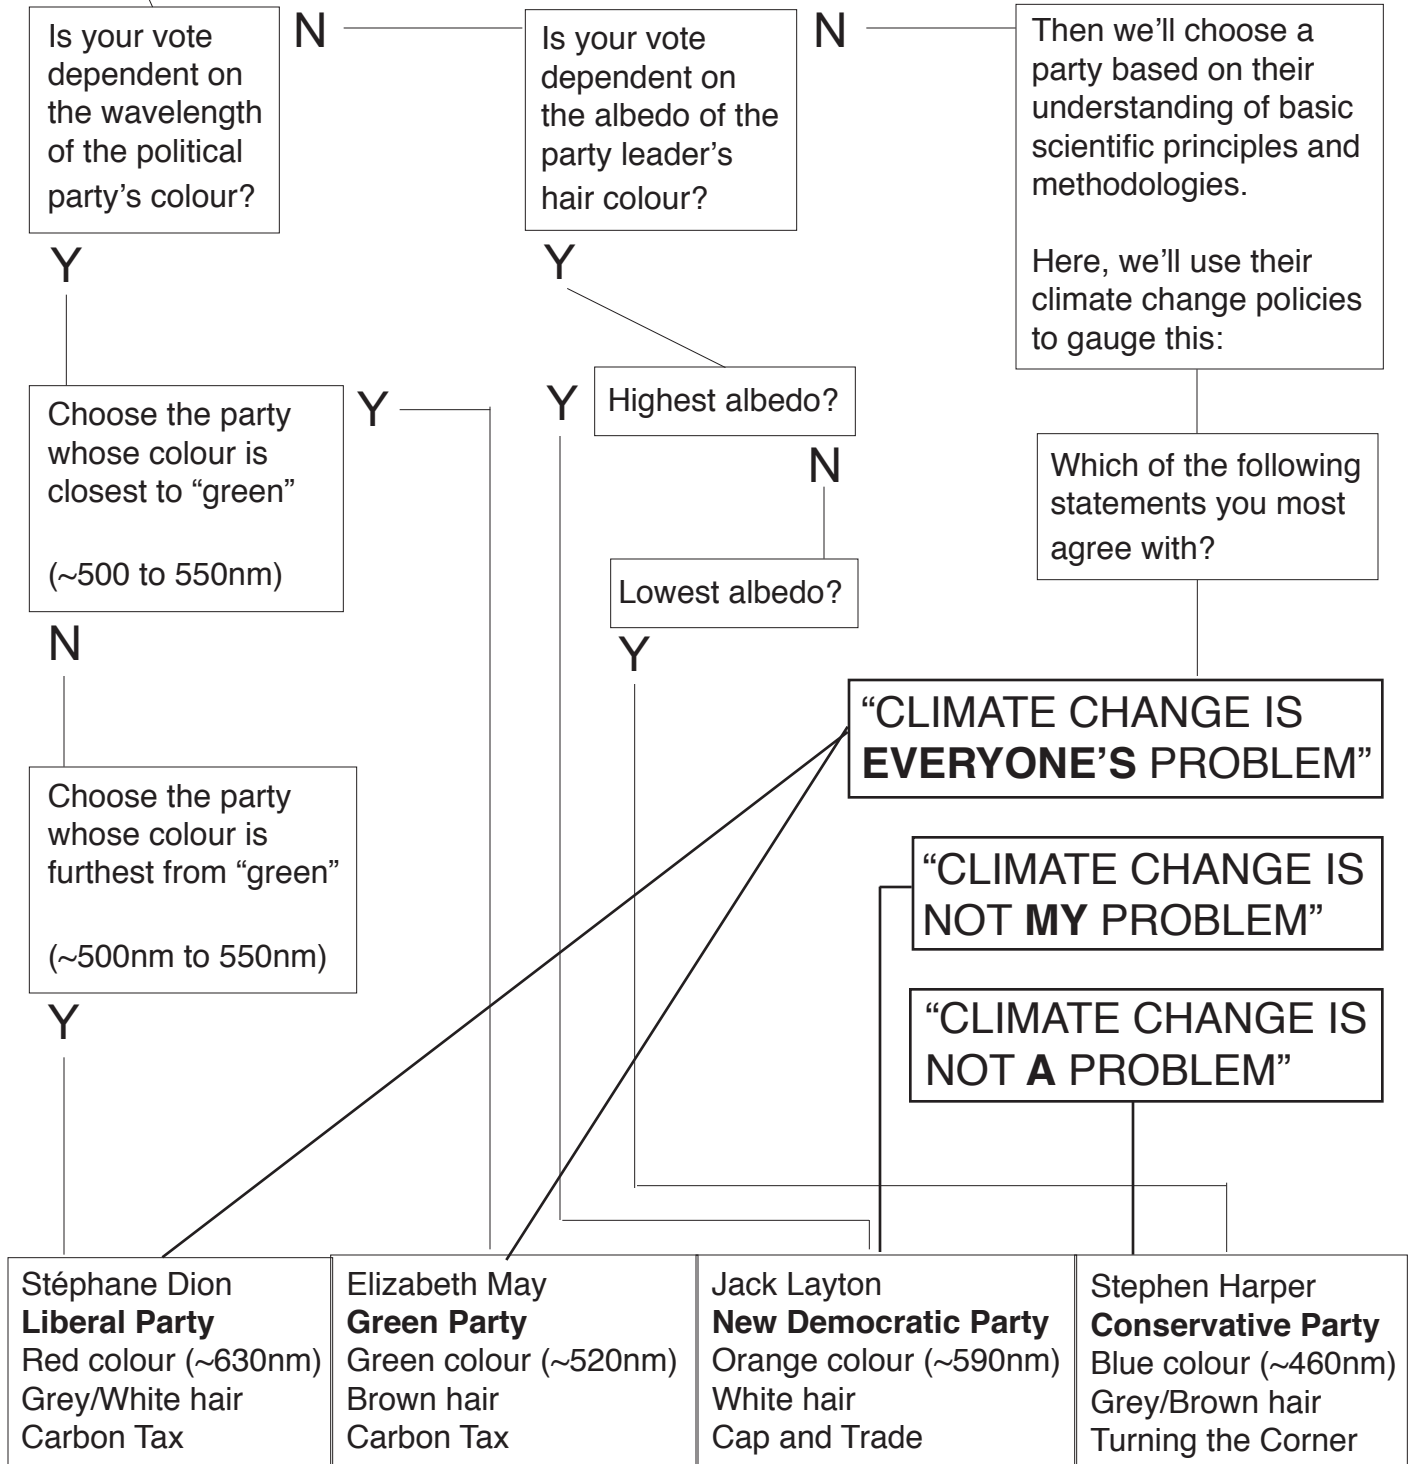 Is your vote
dependent on
the wavelength
of the political
party's colour?
N
Is your vote
dependent on
the albedo of the
party leader's
hair colour?
N
Then we'll choose a
party based on their
understanding of basic
scientific principles and
methodologies.
Here, we'll use their
climate change policies
to gauge this:
Y
Y
Choose the party
whose colour is
closest to “green”
(~500 to 550nm)
Y
Y
Highest albedo?
N
Which of the following
statements you most
agree with?
Lowest albedo?
N
Y
“CLIMATE CHANGE IS
EVERYONE'S PROBLEM”
Choose the party
whose colour is
furthest from “green”
(~500nm to 550nm)
“CLIMATE CHANGE IS
NOT MY PROBLEM”
“CLIMATE CHANGE IS
NOT A PROBLEM”
Y
Stéphane Dion
Liberal Party
Red colour (~630nm)
Grey/White hair
Carbon Tax
Elizabeth May
Green Party
Green colour (~520nm)
Brown hair
Carbon Tax
Jack Layton
New Democratic Party
Orange colour (~590nm)
White hair
Cap and Trade
Stephen Harper
Conservative Party
Blue colour (~460nm)
Grey/Brown hair
Turning the Corner